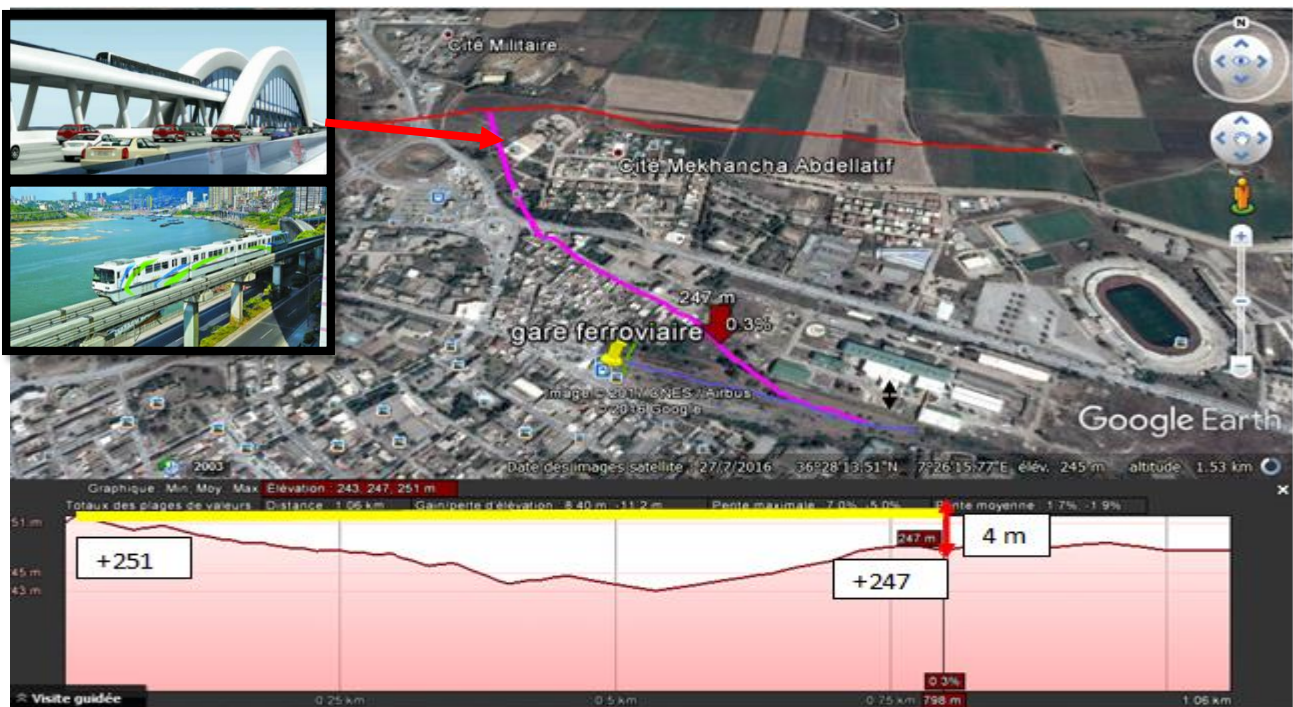 N
Cité Militaire
Cité Mekhancha Abdellatif
247 m
0.3%
gare ferroviaire
Image © 2017 CNES / Airbus
© 2016 Google
Google Earth
2003
Date des images satellite : 27/7/2016 36°28'13.51"N 7°26'15.77"E élév. 245 m altitude 1.53 km
Graphique : Min, Moy, Max Élévation : 243, 247, 251 m
Totaux des plages de valeurs Distance : 1.06 km Gain/perte d'élévation : 8.40 m, -11.2 m Pente maximale : 7.0%, -5.0% Pente moyenne : 1.7%, -1.9%
51 m
247 m
4 m
+251
45 m
+247
43 m
0.3%
Visite guidée
0.25 km
0.5 km
0.75 km
798 m
1.06 km